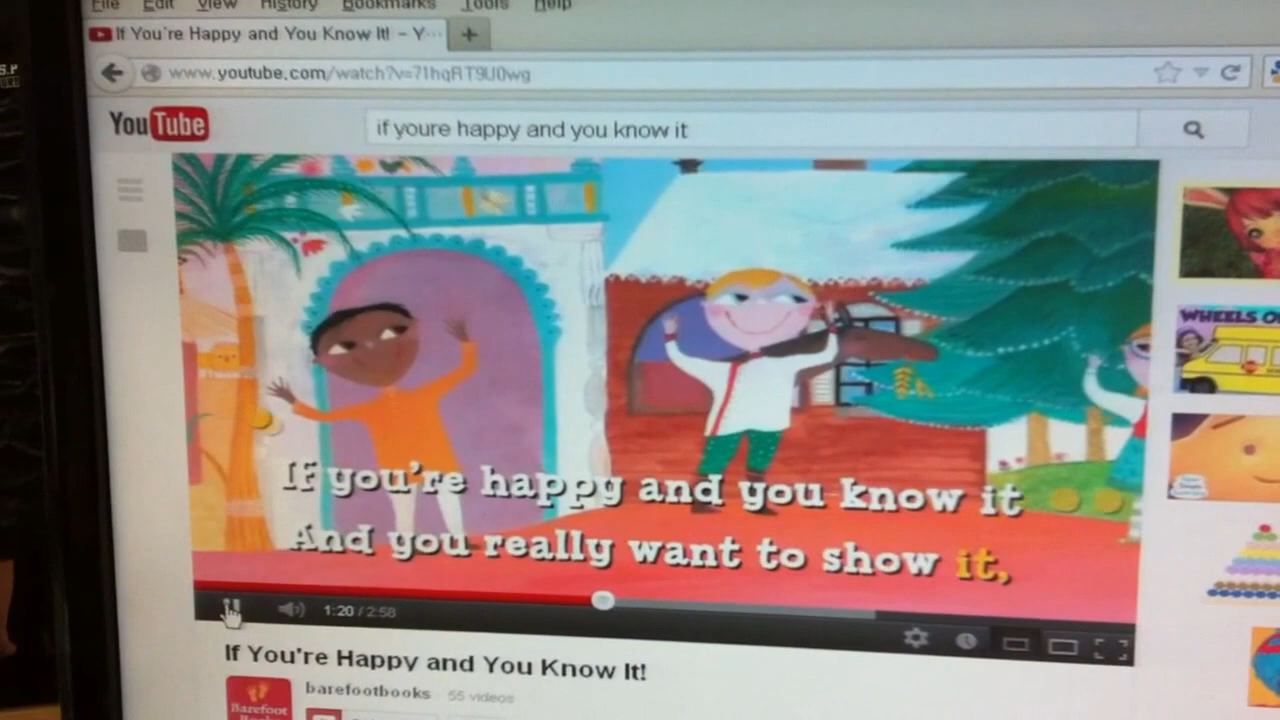 File Edit View History Bookmarks Tools Help
If You're Happy and You Know It! - Y...
www.youtube.com/watch?v=71hqRT9U0wg
YouTube
if youre happy and you know it
WHEELS O
If you're happy and you know it
And you really want to show it,
1:20 / 2:58
If You're Happy and You Know It!
barefootbooks 55 videos
Barefoot